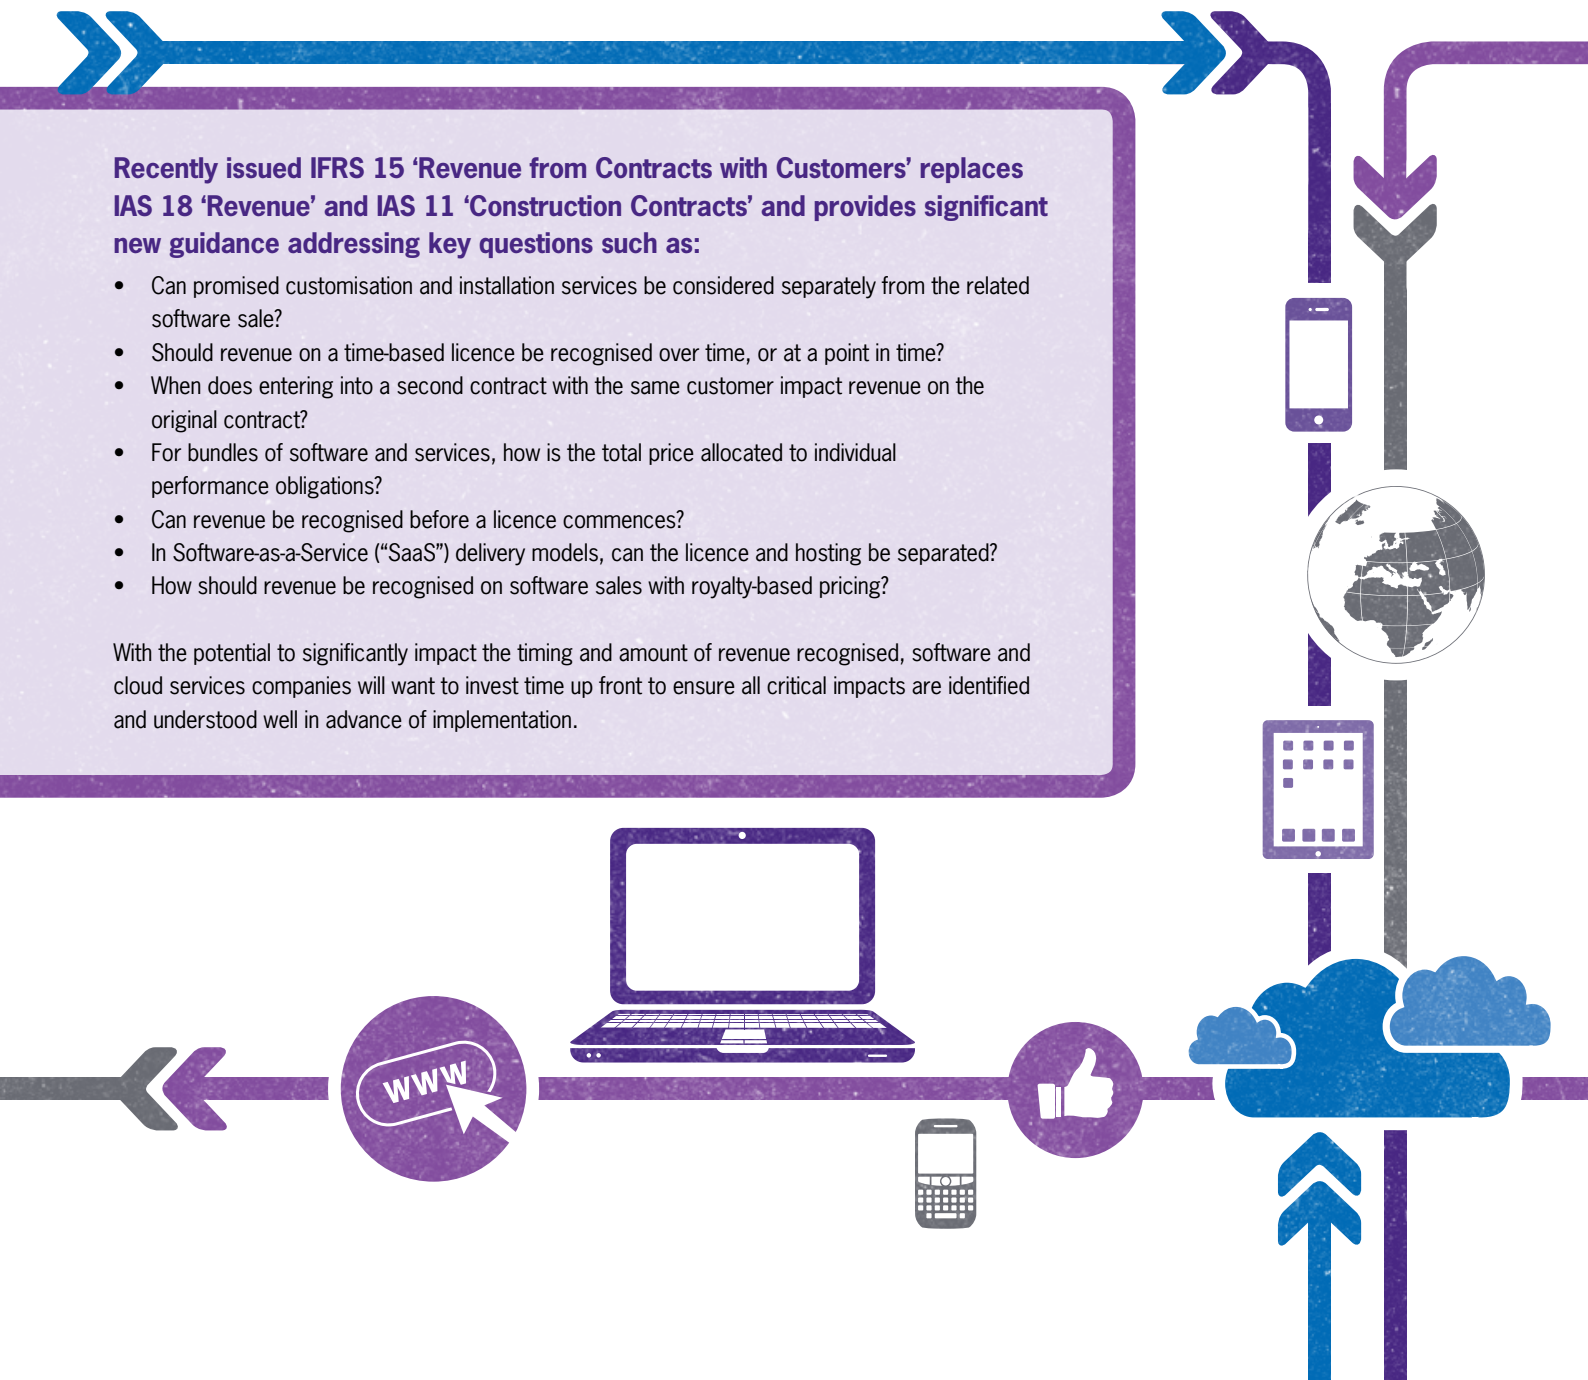 Recently issued IFRS 15 ‘Revenue from Contracts with Customers’ replaces
IAS 18 ‘Revenue’ and IAS 11 ‘Construction Contracts’ and provides significant
new guidance addressing key questions such as:
• Can promised customisation and installation services be considered separately from the related
software sale?
• Should revenue on a time-based licence be recognised over time, or at a point in time?
• When does entering into a second contract with the same customer impact revenue on the
original contract?
• For bundles of software and services, how is the total price allocated to individual
performance obligations?
• Can revenue be recognised before a licence commences?
• In Software-as-a-Service (“SaaS”) delivery models, can the licence and hosting be separated?
• How should revenue be recognised on software sales with royalty-based pricing?
With the potential to significantly impact the timing and amount of revenue recognised, software and
cloud services companies will want to invest time up front to ensure all critical impacts are identified
and understood well in advance of implementation.
WWW